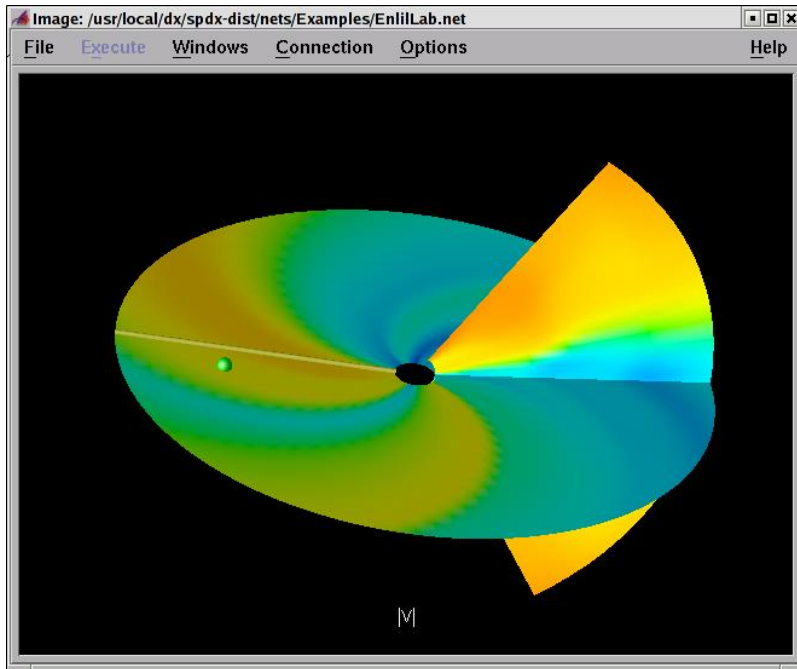 Image: /usr/local/dx/spdx-dist/nets/Examples/EnlilLab.net
File Execute Windows Connection Options Help
|V|